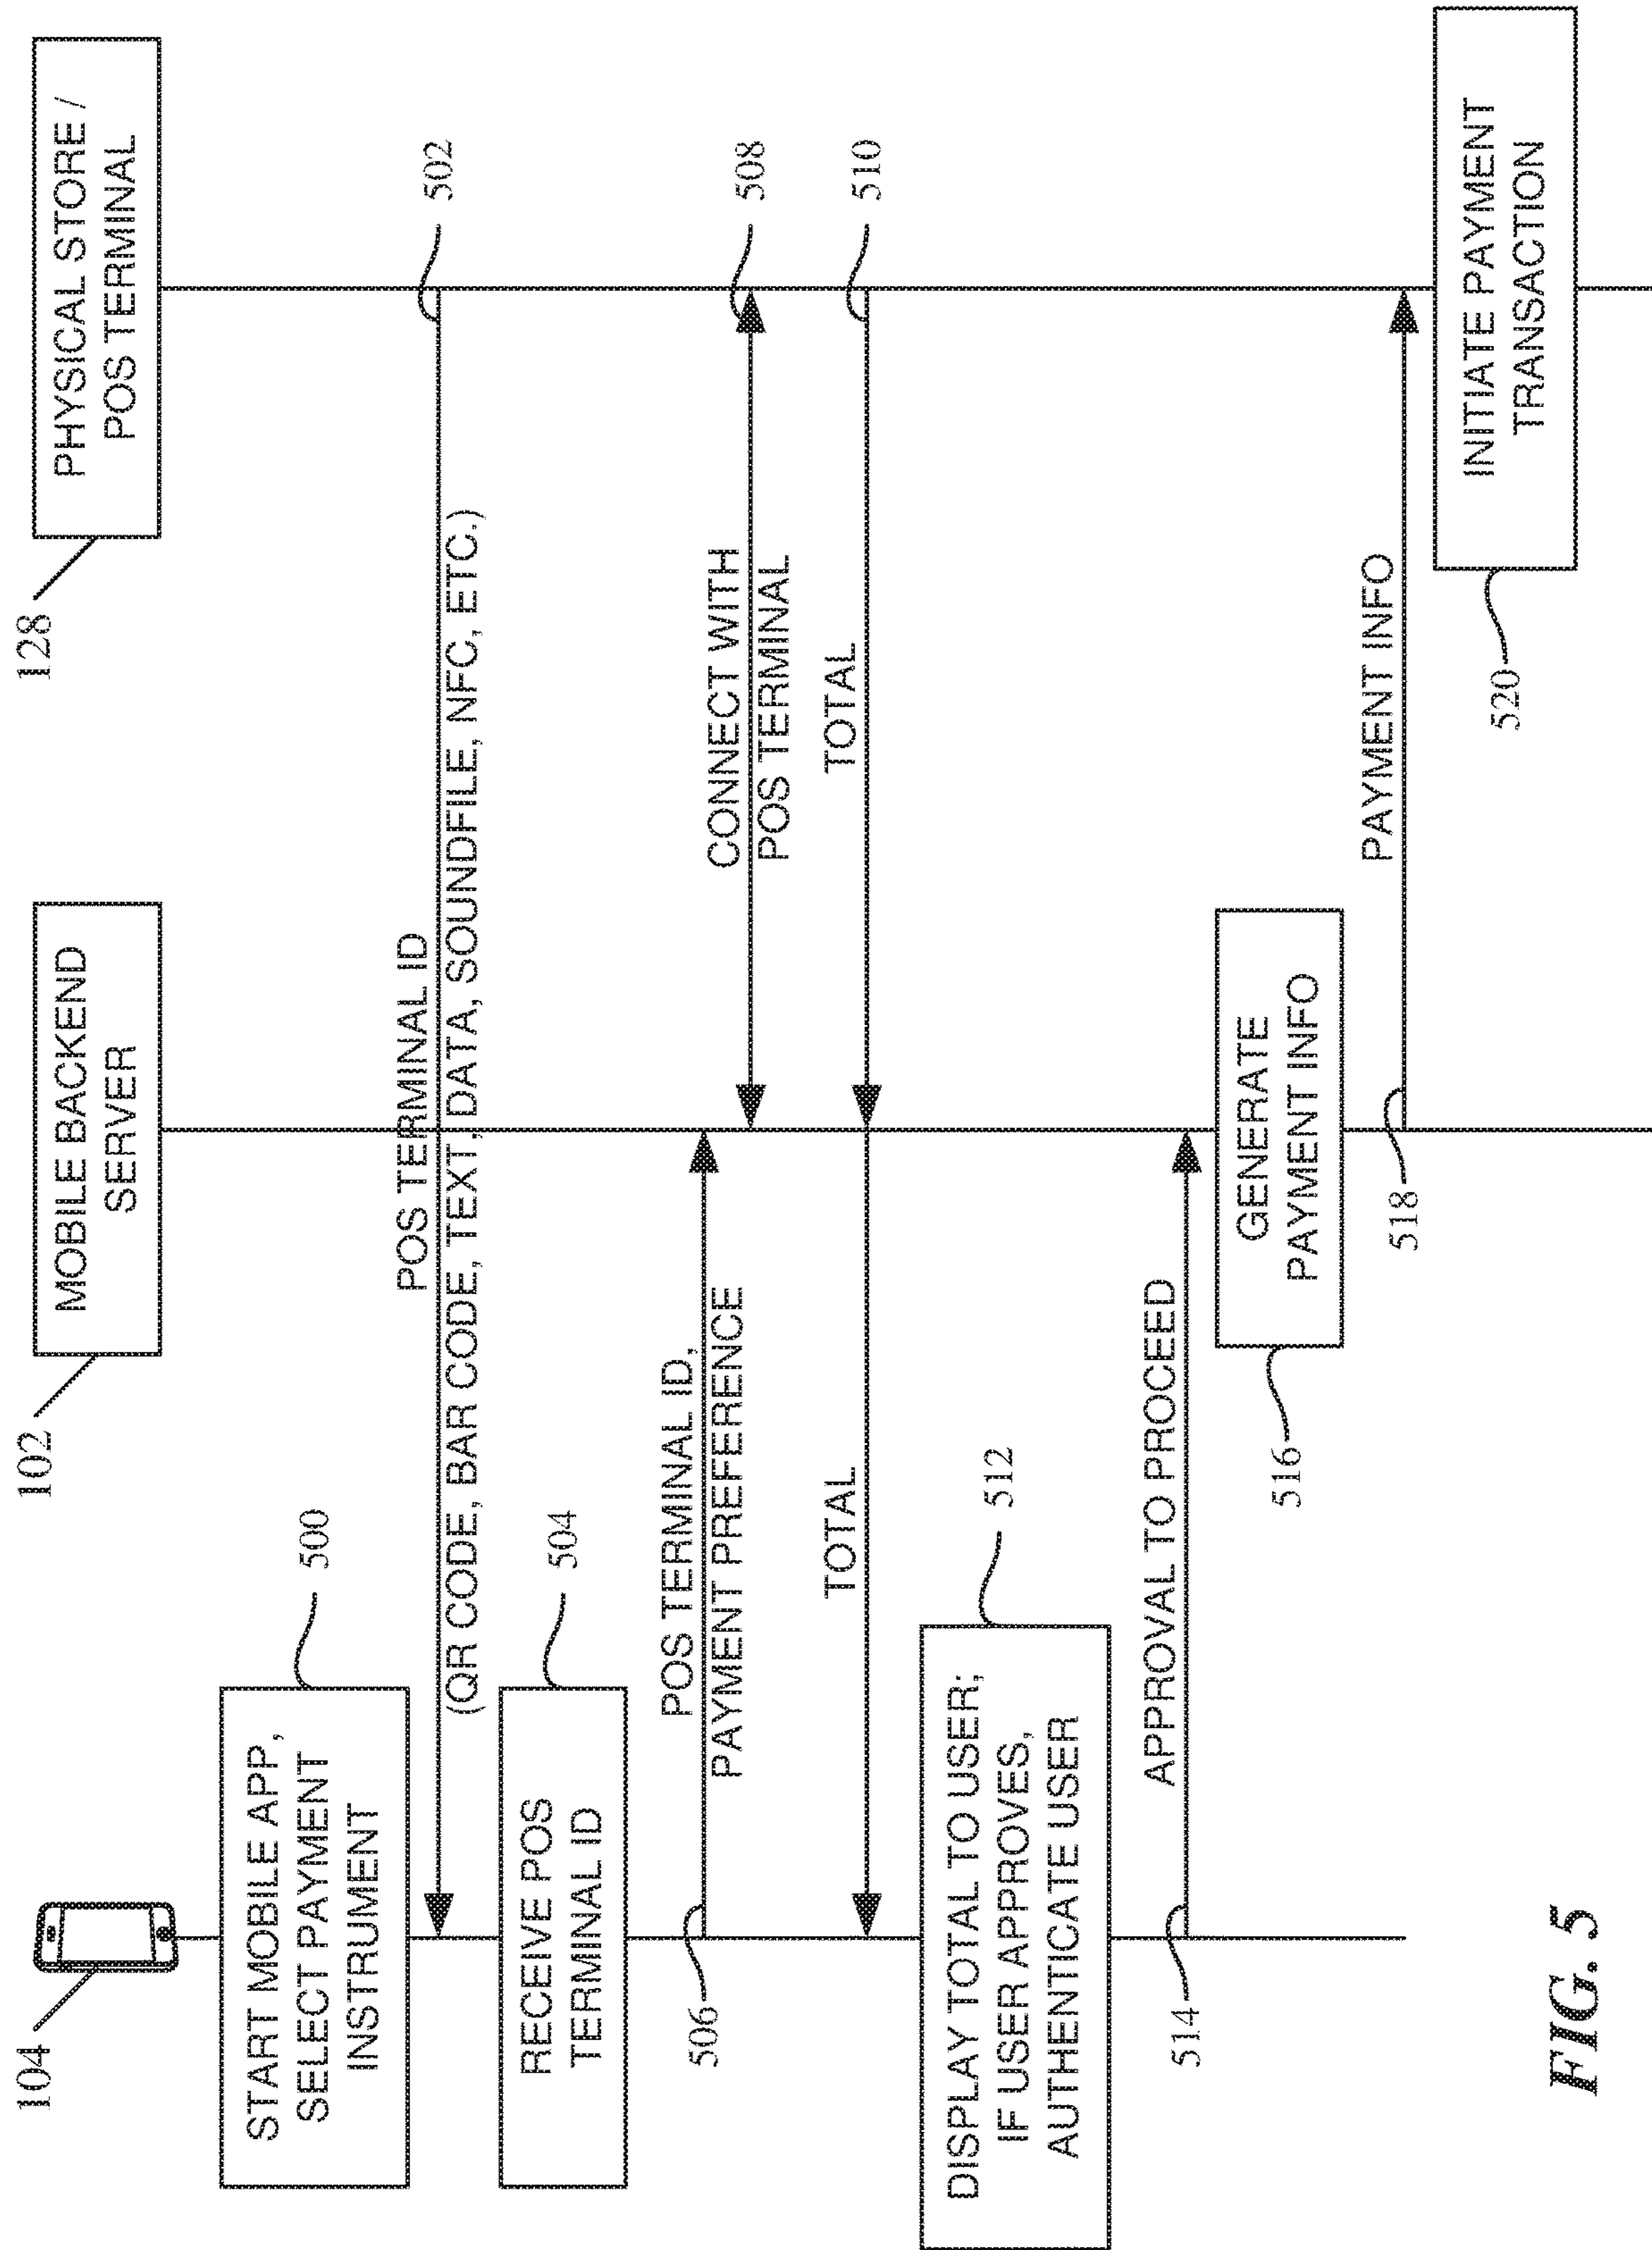 104
102
MOBILE BACKEND
SERVER
128
PHYSICAL STORE /
POS TERMINAL
START MOBILE APP,
SELECT PAYMENT
INSTRUMENT
500
POS TERMINAL ID
(QR CODE, BAR CODE, TEXT, DATA, SOUNDFILE, NFC, ETC.)
502
RECEIVE POS
TERMINAL ID
504
506
POS TERMINAL ID,
PAYMENT PREFERENCE
CONNECT WITH
POS TERMINAL
508
TOTAL
TOTAL
510
DISPLAY TOTAL TO USER;
IF USER APPROVES,
AUTHENTICATE USER
512
514
APPROVAL TO PROCEED
516
GENERATE
PAYMENT INFO
518
PAYMENT INFO
520
INITIATE PAYMENT
TRANSACTION
FIG. 5